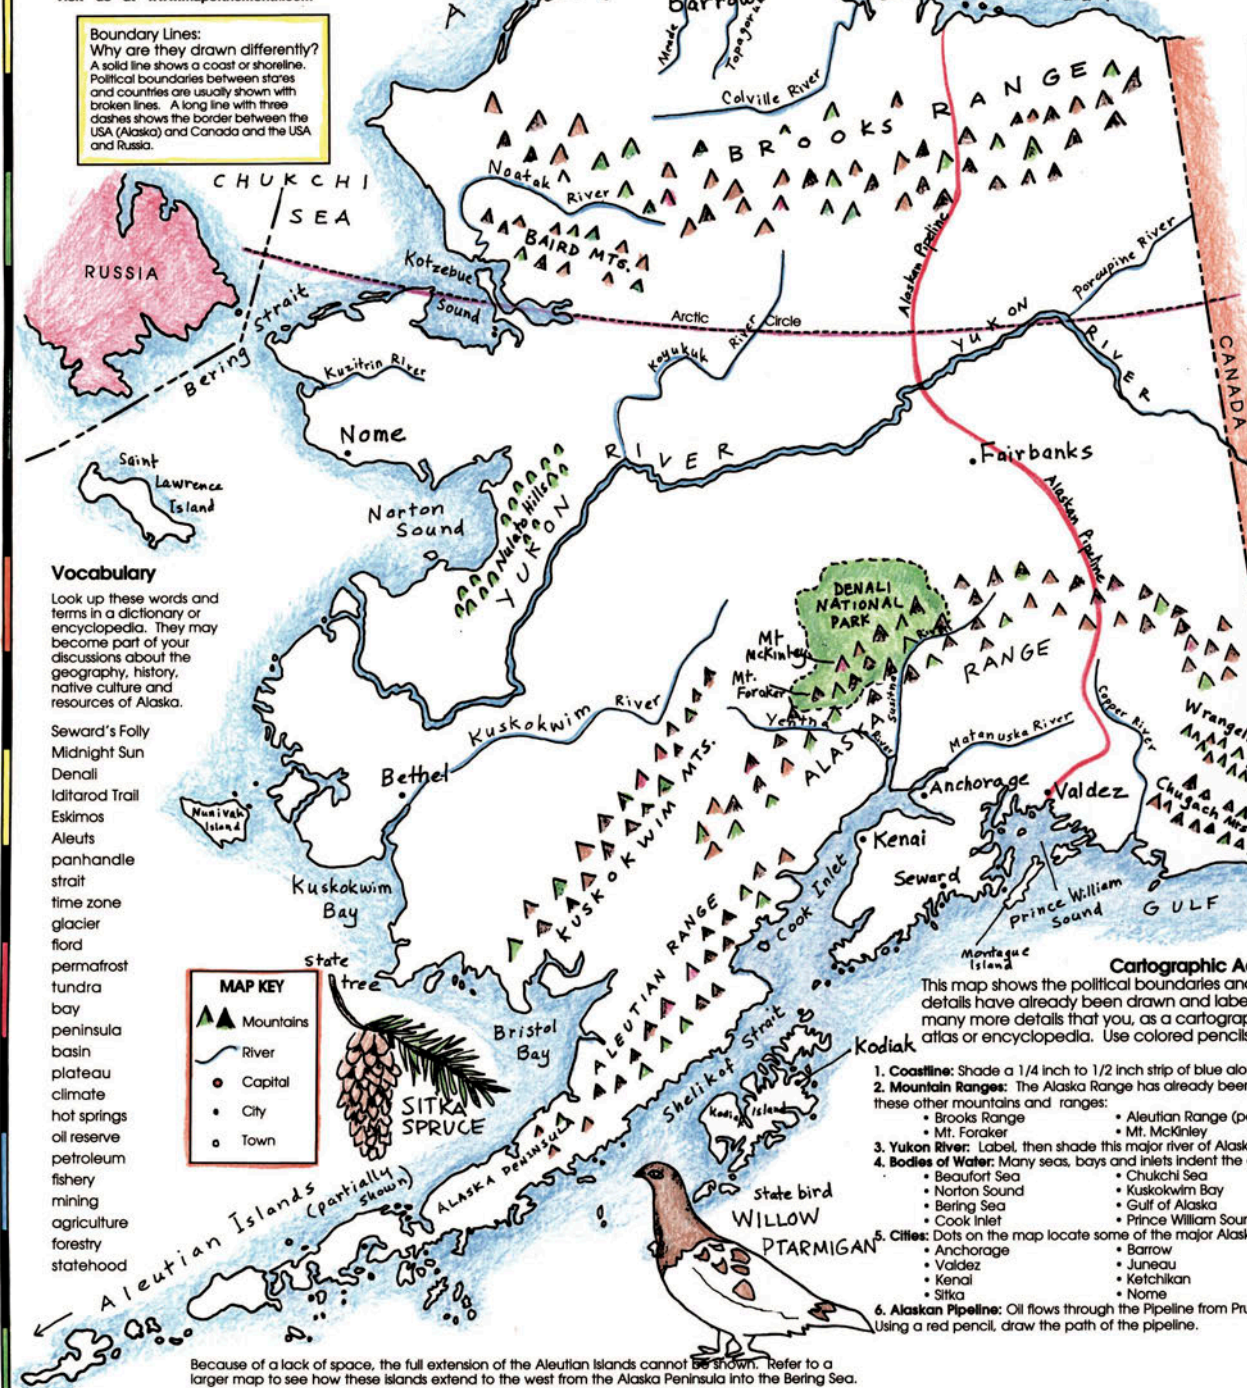 Boundary Lines:
Why are they drawn differently?
A solid line shows a coast or shoreline.
Political boundaries between states
and countries are usually shown with
broken lines. A long line with three
dashes shows the border between the
USA (Alaska) and Canada and the USA
and Russia.
A
Barrow
Meade
Colville River
BROOKS RANGE
CHUKCHI
SEA
Noatak
River
BAIRD MTS.
RUSSIA
Kotzebue
Sound
Bering Strait
Arctic Circle
Kuzitrin River
Koyukuk River
Alaskan Pipeline
Porcupine River
YUKON
RIVER
CANADA
Nome
Saint
Lawrence
Island
Norton
Sound
Nulato Hills
YUKON
RIVER
Fairbanks
Alaskan Pipeline
Vocabulary
Look up these words and
terms in a dictionary or
encyclopedia. They may
become part of your
discussions about the
geography, history,
native culture and
resources of Alaska.
Seward's Folly
Midnight Sun
Denali
Iditarod Trail
Eskimos
Aleuts
panhandle
strait
time zone
glacier
fiord
permafrost
tundra
bay
peninsula
basin
plateau
climate
hot springs
oil reserve
petroleum
fishery
mining
agriculture
forestry
statehood
DENALI
NATIONAL
PARK
Mt
McKinley
Mt.
Foraker
Yentna
River
Susitna
River
ALASKA
RANGE
Kuskokwim River
Matanuska River
Copper River
Chugach Mts
Bethel
Anchorage
Valdez
Nunivak
Island
KUSKOKWIM MTS.
Kenai
Seward
Cook Inlet
Prince William
Sound
GULF
Montague
Island
Kuskokwim
Bay
ALEUTIAN RANGE
state
tree
SITKA
SPRUCE
MAP KEY
Mountains
River
Capital
City
Town
Bristol
Bay
Shelikof Strait
Kodiak
Kodiak Island
ALASKA PENINSULA
Aleutian Islands
(partially
shown)
state bird
WILLOW
PTARMIGAN
Cartographic
This map shows the political boundaries and
details have already been drawn and
many more details that you, as a
atlas or encyclopedia. Use colored pencils
1. Coastline: Shade a 1/4 inch to 1/2 inch strip of blue
2. Mountain Ranges: The Alaska Range has already been
these other mountains and ranges:
• Brooks Range • Aleutian Range
• Mt. Foraker • Mt. McKinley
3. Yukon River: Label, then shade this major river of
4. Bodies of Water: Many seas, bays and inlets indent the
• Beaufort Sea • Chukchi Sea
• Norton Sound • Kuskokwim Bay
• Bering Sea • Gulf of Alaska
• Cook Inlet • Prince William
5. Cities: Dots on the map locate some of the major
• Anchorage • Barrow
• Valdez • Juneau
• Kenai • Ketchikan
• Sitka • Nome
6. Alaskan Pipeline: Oil flows through the Pipeline from
Using a red pencil, draw the path of the pipeline.
Because of a lack of space, the full extension of the Aleutian Islands cannot be shown. Refer to a
larger map to see how these islands extend to the west from the Alaska Peninsula into the Bering Sea.